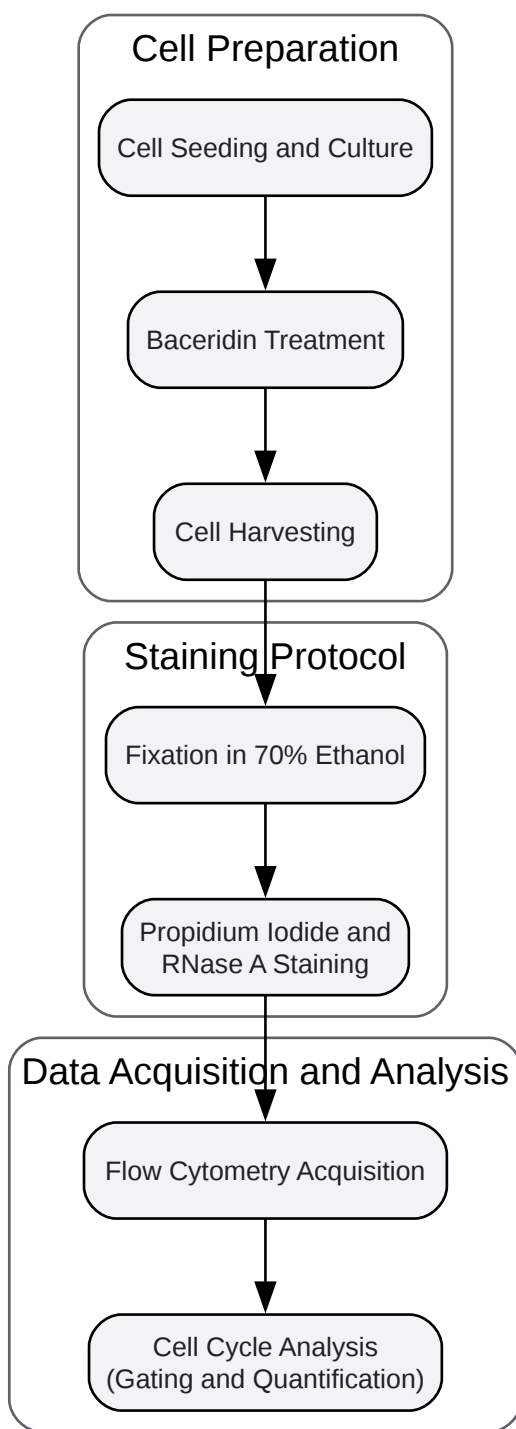 Cell Preparation
Cell Seeding and Culture
Baceridin Treatment
Cell Harvesting
Staining Protocol
Fixation in 70% Ethanol
Propidium Iodide and
RNase A Staining
Data Acquisition and Analysis
Flow Cytometry Acquisition
Cell Cycle Analysis
(Gating and Quantification)